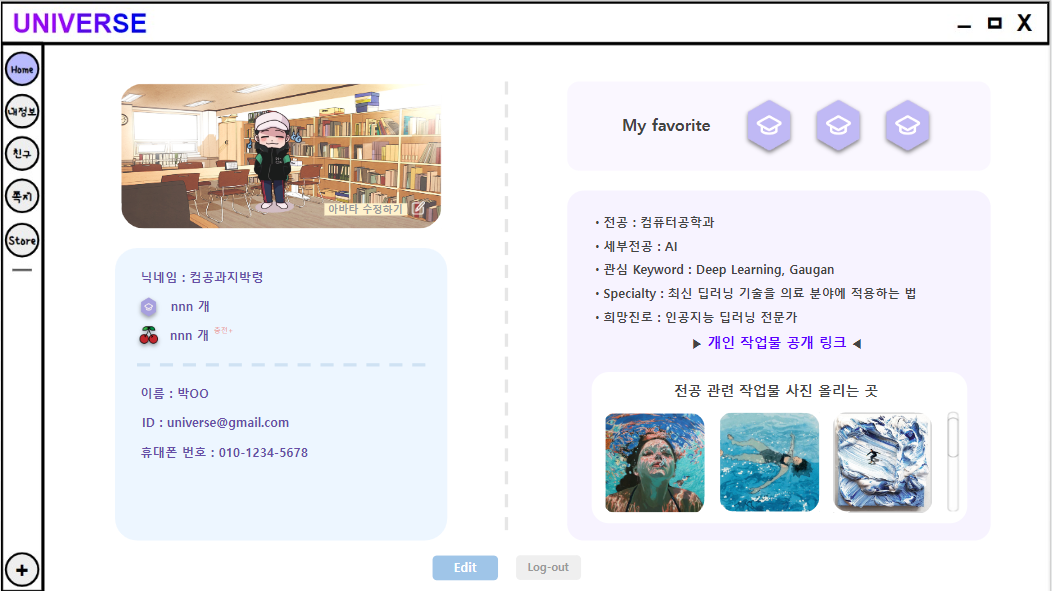 UNIVERSE
X
Home
내정보
친구
쪽지
Store
+
아바타 수정하기
닉네임 : 컴공과지박령
nnn 개
nnn 개 충전+
이름 : 박OO
ID : universe@gmail.com
휴대폰 번호 : 010-1234-5678
My favorite
• 전공 : 컴퓨터공학과
• 세부전공 : AI
• 관심 Keyword : Deep Learning, Gaugan
• Specialty : 최신 딥러닝 기술을 의료 분야에 적용하는 법
• 희망진로 : 인공지능 딥러닝 전문가
▶ 개인 작업물 공개 링크 ◀
전공 관련 작업물 사진 올리는 곳
Edit
Log-out